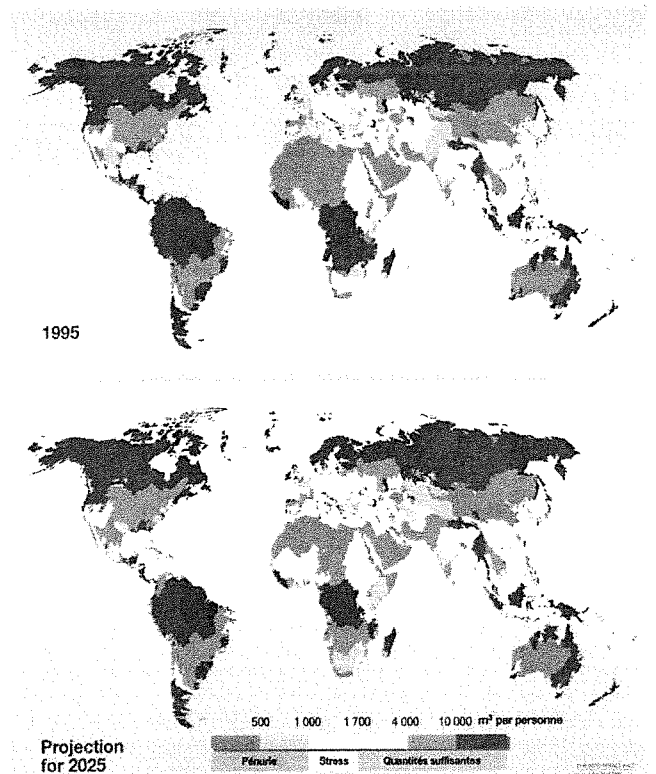 1995
500 1 000 1 700 4 000 10 000 m³ par personne
Projection
for 2025
Pénurie Stress Quantités suffisantes